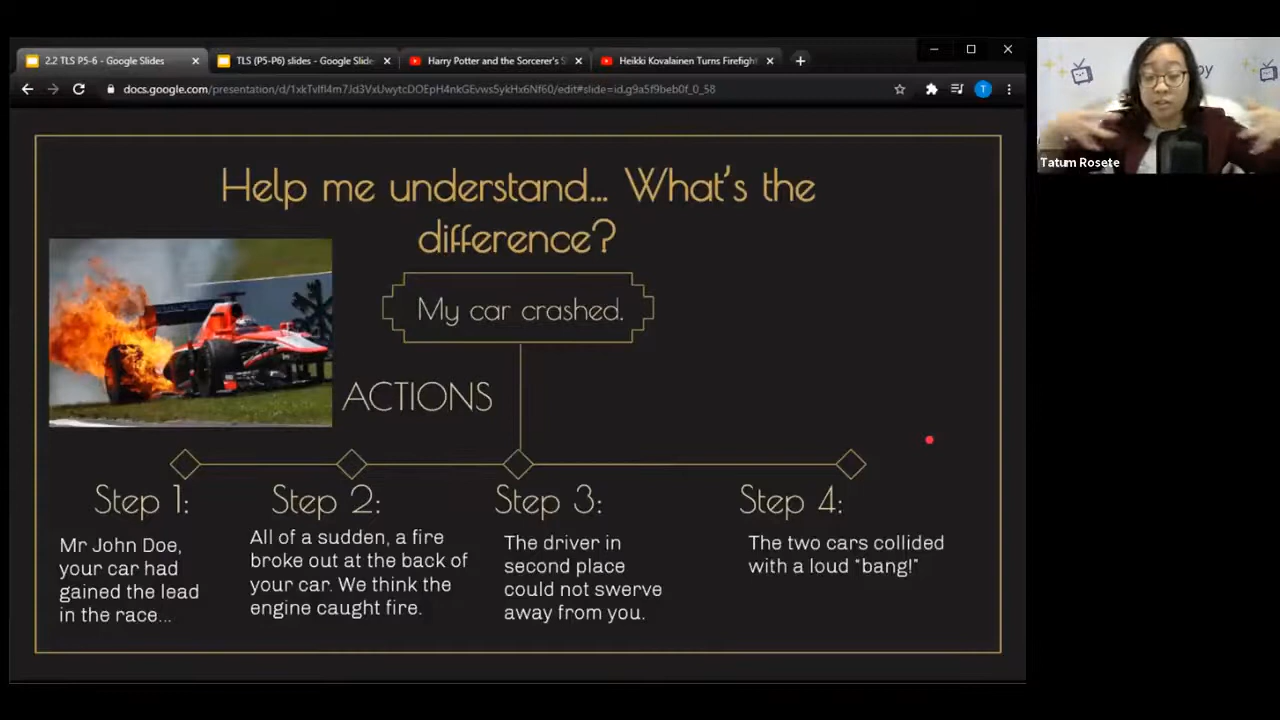 2.2 TLS P5-6 - Google Slides
TLS (P5-P6) slides - Google Slide
Harry Potter and the Sorcerer's S
Heikki Kovalainen Turns Firefigh
docs.google.com/presentation/d/1xkTvlfI4m7Jd3VxUwytcDOEpH4nkGEvws5ykHx6Nf60/edit#slide=id.g9a5f9beb0f_0_58
T
py
Tatum Rosete
Help me understand... What's the
difference?
My car crashed.
ACTIONS
Step 1:
Mr John Doe,
your car had
gained the lead
in the race...
Step 2:
All of a sudden, a fire
broke out at the back of
your car. We think the
engine caught fire.
Step 3:
The driver in
second place
could not swerve
away from you.
Step 4:
The two cars collided
with a loud "bang!"